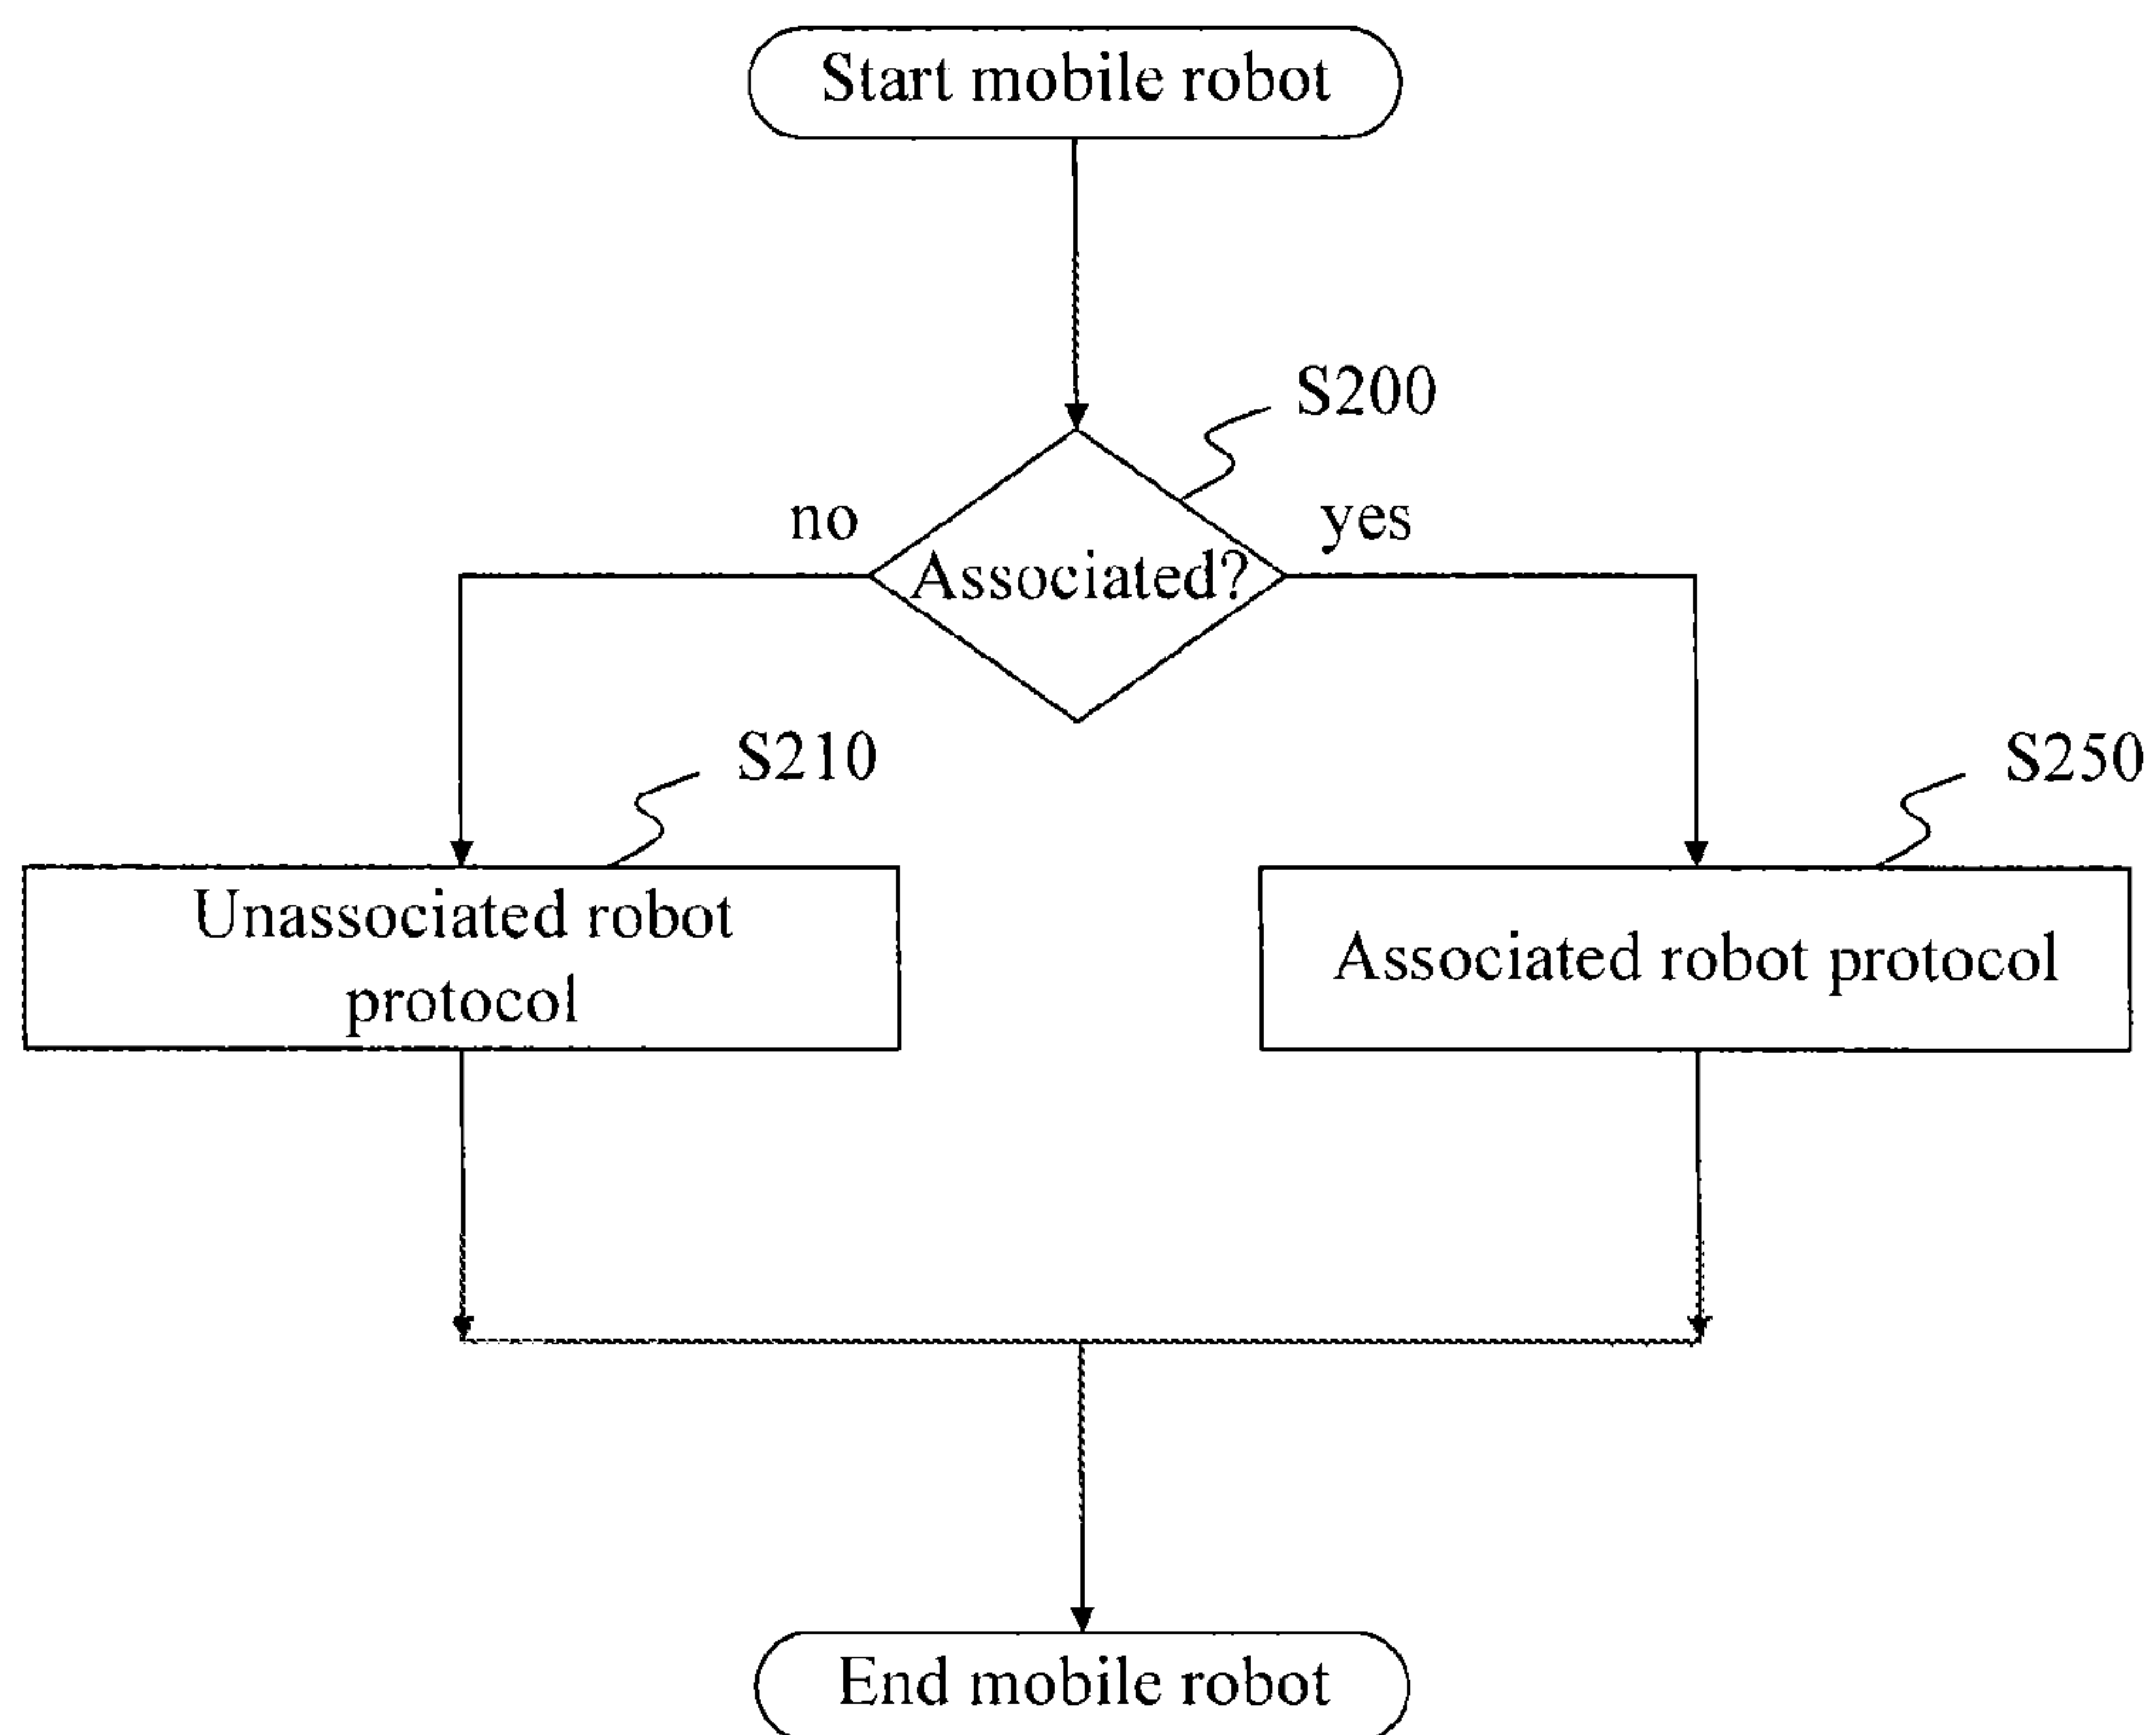 Start mobile robot
S200
no
yes
Associated?
S210
S250
Unassociated robot
protocol
Associated robot protocol
End mobile robot